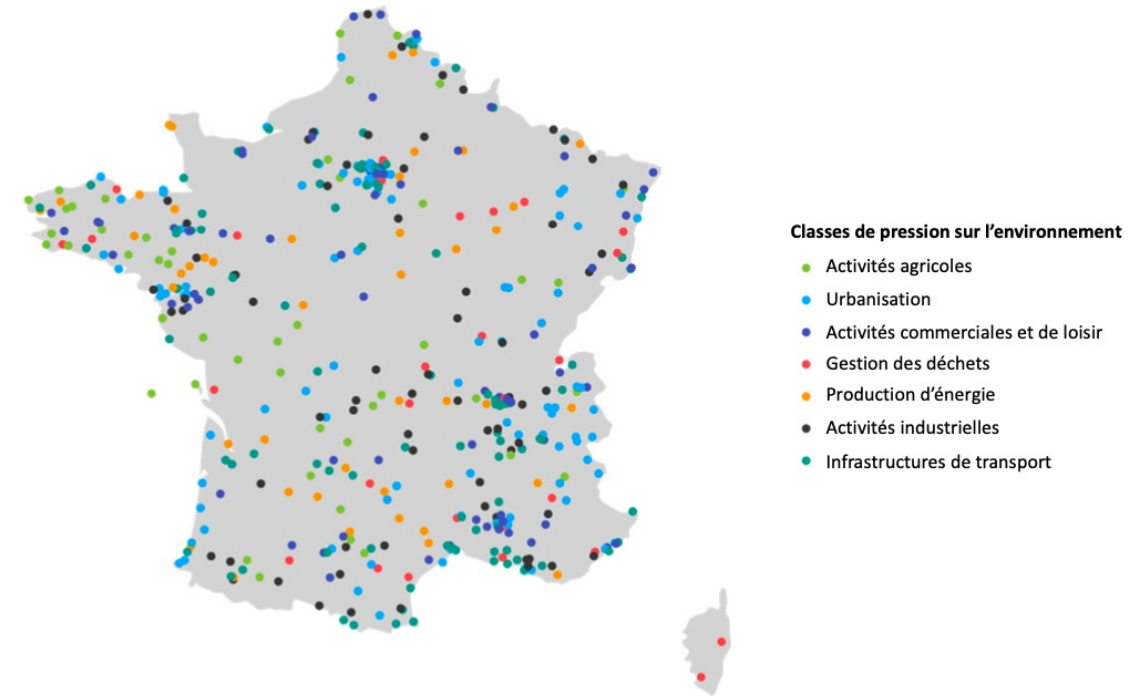 Classes de pression sur l’environnement
Activités agricoles
Urbanisation
Activités commerciales et de loisir
Gestion des déchets
Production d’énergie
Activités industrielles
Infrastructures de transport